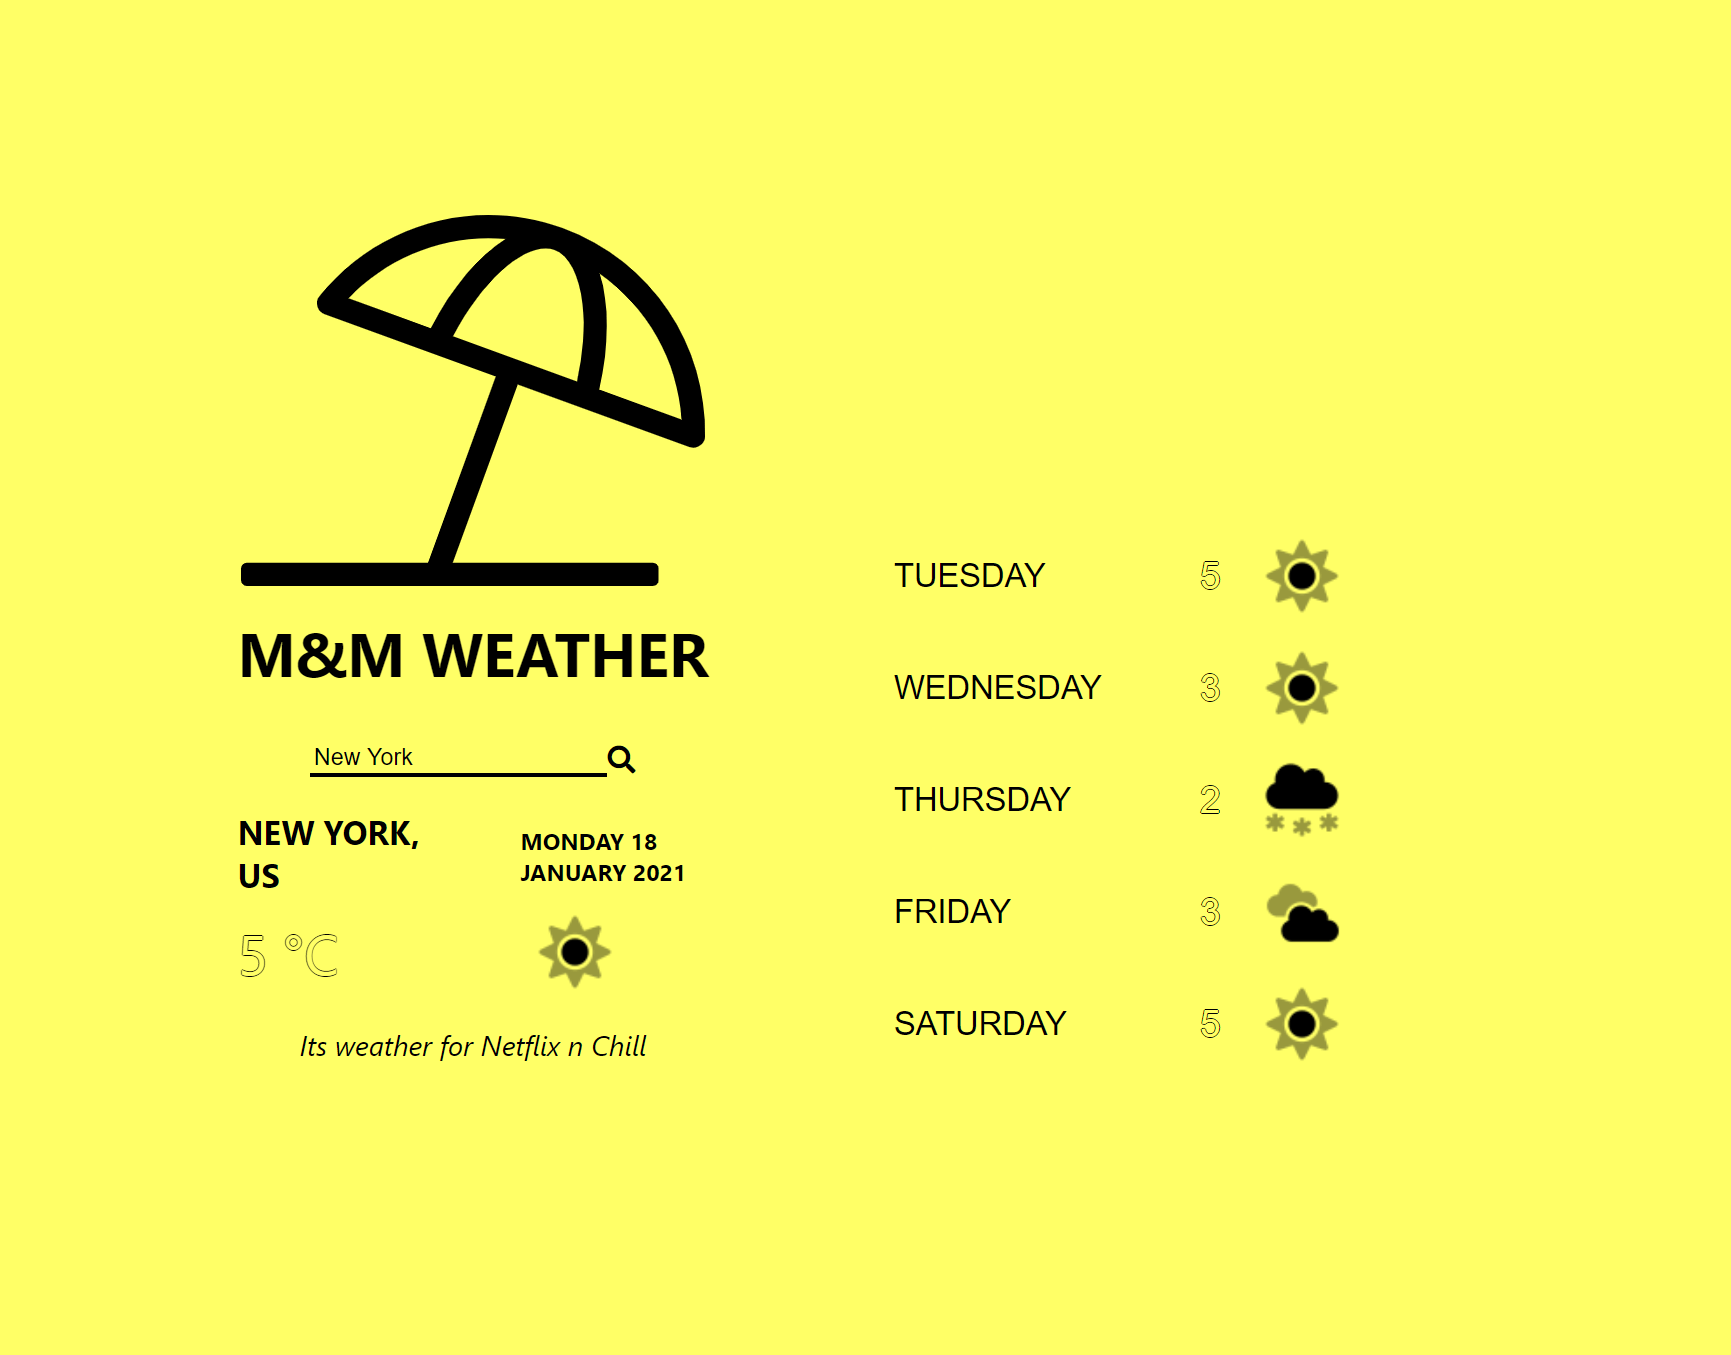 M&M WEATHER
New York
NEW YORK,
US
MONDAY 18
JANUARY 2021
5 °C
Its weather for Netflix n Chill
TUESDAY 5
WEDNESDAY 3
THURSDAY 2
FRIDAY 3
SATURDAY 5